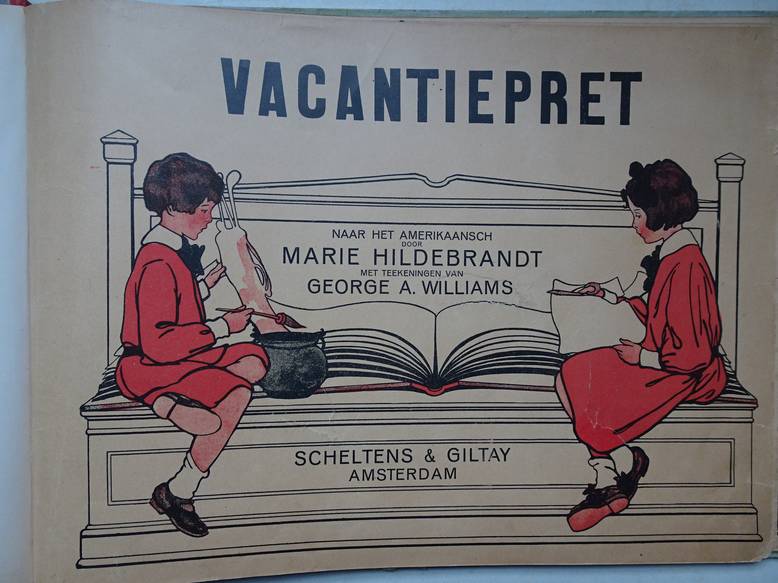 VACANTIEPRET
NAAR HET AMERIKAANSCH
DOOR
MARIE HILDEBRANDT
MET TEEKENINGEN VAN
GEORGE A. WILLIAMS
SCHELTENS & GILTAY
AMSTERDAM